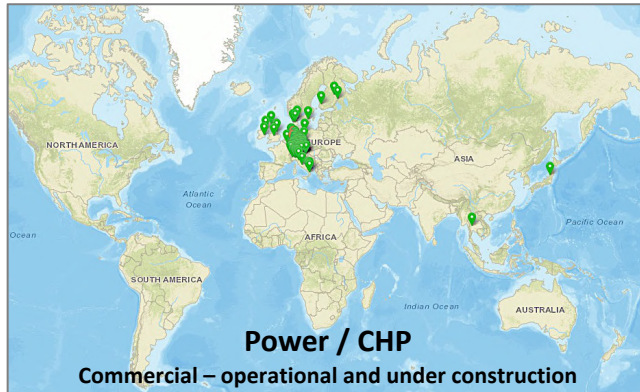 NORTH AMERICA
EUROPE
ASIA
Atlantic
Ocean
Pacific Ocean
Ocean
AFRICA
SOUTH AMERICA
Indian Ocean
AUSTRALIA
Power / CHP
Commercial – operational and under construction